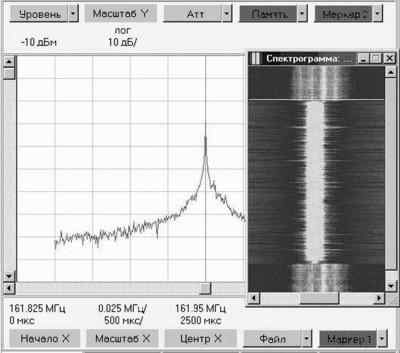 Уровень Масштаб Y Атт Память Маркер 2
лог
-10 дБм 10 дБ/
Спектрограмма: ...
161.825 МГц 0.025 МГц/ 161.95 МГц
0 мкс 500 мкс/ 2500 мкс
Начало X Масштаб X Центр X Файл Маркер 1